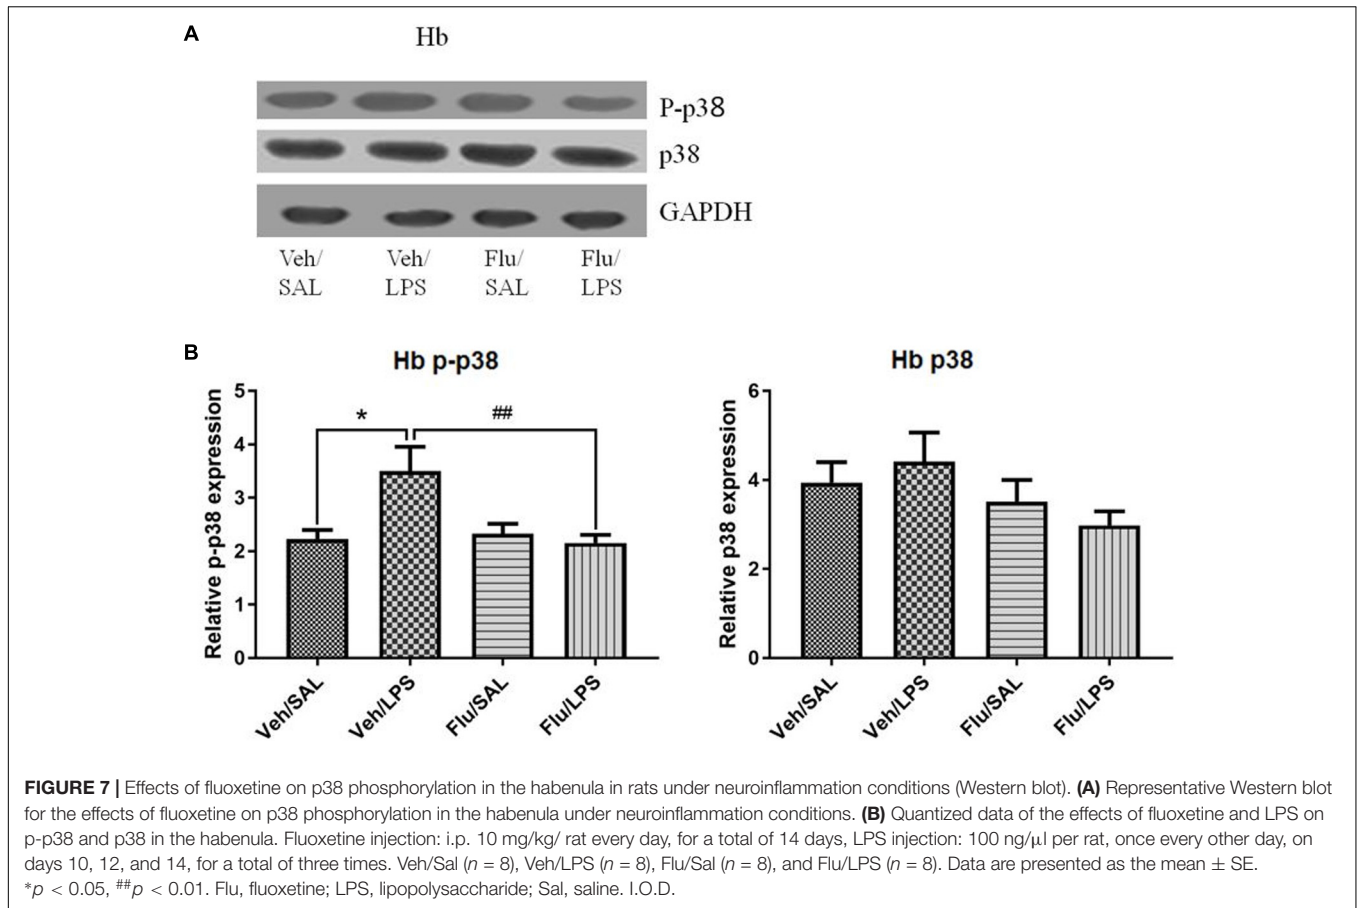 A
Hb
P-p38
p38
GAPDH
Veh/
SAL
Veh/
LPS
Flu/
SAL
Flu/
LPS
B
Hb p-p38
Relative p-p38 expression
5
4
3
2
1
0
*
##
Veh/SAL
Veh/LPS
Flu/SAL
Flu/LPS
Hb p38
Relative p38 expression
6
4
2
0
Veh/SAL
Veh/LPS
Flu/SAL
Flu/LPS
FIGURE 7 | Effects of fluoxetine on p38 phosphorylation in the habenula in rats under neuroinflammation conditions (Western blot). (A) Representative Western blot
for the effects of fluoxetine on p38 phosphorylation in the habenula under neuroinflammation conditions. (B) Quantized data of the effects of fluoxetine and LPS on
p-p38 and p38 in the habenula. Fluoxetine injection: i.p. 10 mg/kg/ rat every day, for a total of 14 days, LPS injection: 100 ng/μl per rat, once every other day, on
days 10, 12, and 14, for a total of three times. Veh/Sal (n = 8), Veh/LPS (n = 8), Flu/Sal (n = 8), and Flu/LPS (n = 8). Data are presented as the mean ± SE.
*p < 0.05, ##p < 0.01. Flu, fluoxetine; LPS, lipopolysaccharide; Sal, saline. I.O.D.